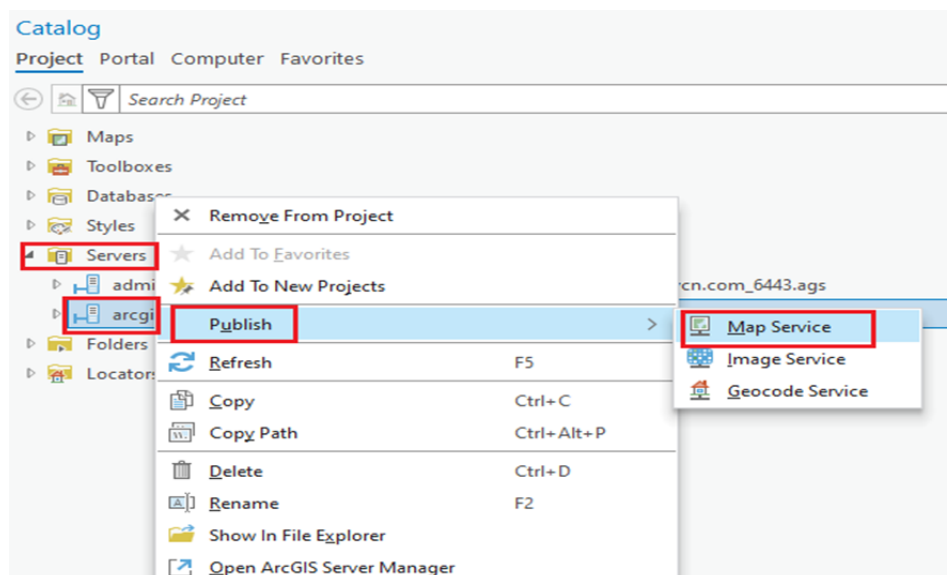 Catalog
Project Portal Computer Favorites
Search Project
Maps
Toolboxes
Databases
Styles
Servers
admi
rcn.com_6443.ags
arcgi
Folders
Locators
Remove From Project
Add To Favorites
Add To New Projects
Publish
Refresh F5
Copy Ctrl+C
Copy Path Ctrl+Alt+P
Delete Ctrl+D
Rename F2
Show In File Explorer
Open ArcGIS Server Manager
Map Service
Image Service
Geocode Service